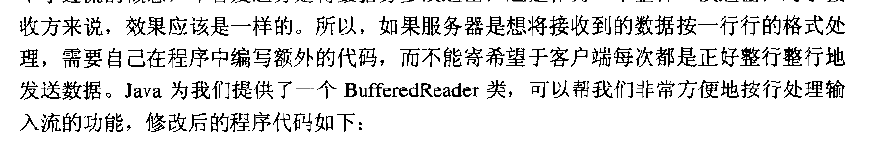 收方来说，效果应该是一样的。所以，如果服务器是想将接收到的数据按一行行的格式处
理，需要自己在程序中编写额外的代码，而不能寄希望于客户端每次都是正好整行整行地
发送数据。Java 为我们提供了一个 BufferedReader 类，可以帮我们非常方便地按行处理输
入流的功能，修改后的程序代码如下：